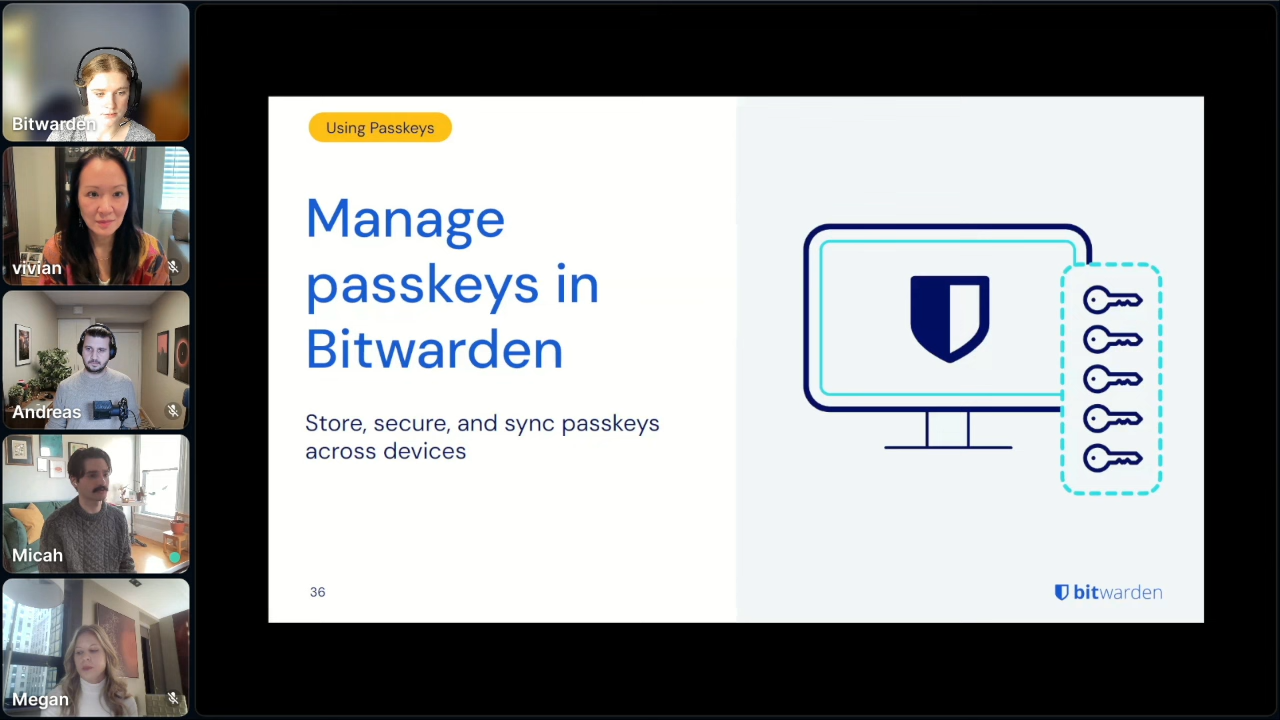 Bitwarden
vivian
Andreas
Micah
Megan
Using Passkeys
Manage
passkeys in
Bitwarden
Store, secure, and sync passkeys
across devices
36
bitwarden